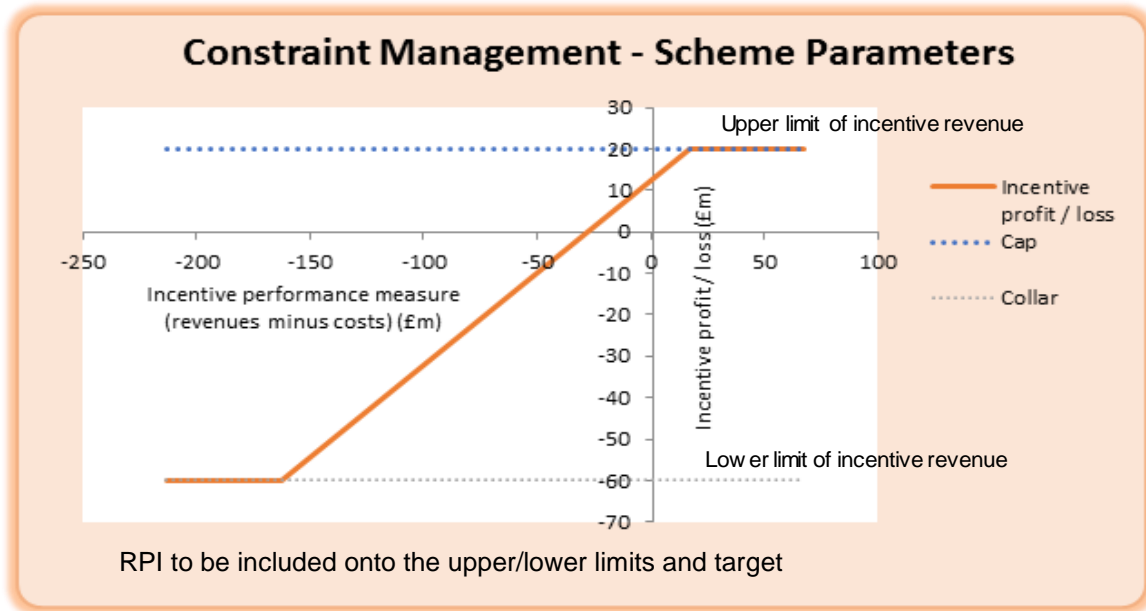 Constraint Management - Scheme Parameters
30
Upper limit of incentive revenue
20
10
0
-250 -200 -150 -100 -50 0 50 100
-10
-20
-30
-40
-50
-60
-70
Incentive performance measure
(revenues minus costs) (£m)
Incentive profit / loss (£m)
Incentive
profit / loss
Cap
Collar
Lower limit of incentive revenue
RPI to be included onto the upper/lower limits and target